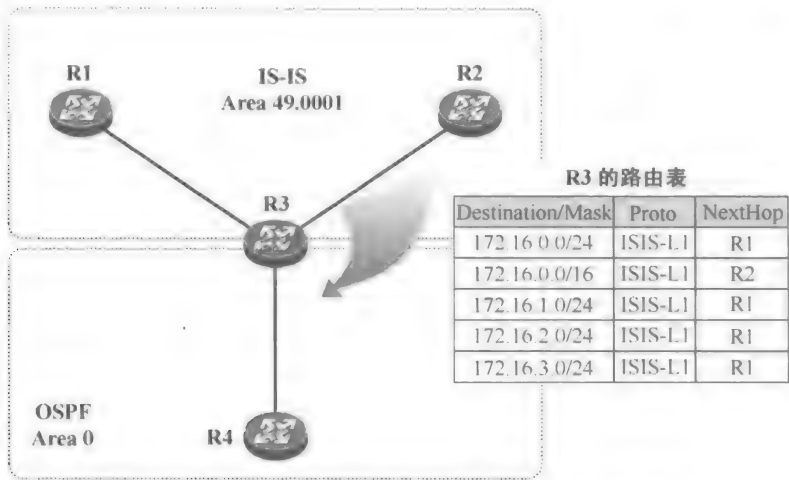 R1
IS-IS
Area 49.0001
R2
R3
R3 的路由表
Destination/Mask Proto NextHop
172.16.0.0/24 ISIS-L1 R1
172.16.0.0/16 ISIS-L1 R2
172.16.1.0/24 ISIS-L1 R1
172.16.2.0/24 ISIS-L1 R1
172.16.3.0/24 ISIS-L1 R1
OSPF
Area 0
R4